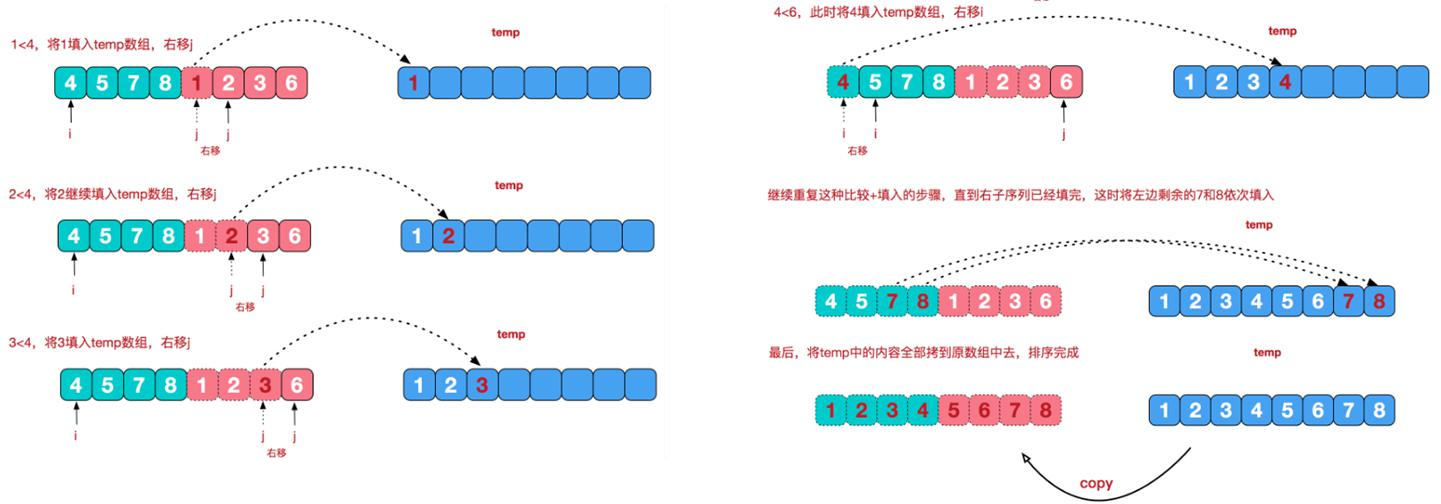 1<4，将1填入temp数组，右移j
temp
4 5 7 8 1 2 3 6
1
i
j
j
右移
2<4，将2继续填入temp数组，右移j
temp
4 5 7 8 1 2 3 6
1 2
i
j
j
右移
3<4，将3填入temp数组，右移j
temp
4 5 7 8 1 2 3 6
1 2 3
i
j
j
右移
4<6，此时将4填入temp数组，右移i
temp
4 5 7 8 1 2 3 6
1 2 3 4
i
i
j
右移
继续重复这种比较+填入的步骤，直到右子序列已经填完，这时将左边剩余的7和8依次填入
temp
4 5 7 8 1 2 3 6
1 2 3 4 5 6 7 8
最后，将temp中的内容全部拷到原数组中去，排序完成
temp
1 2 3 4 5 6 7 8
1 2 3 4 5 6 7 8
copy